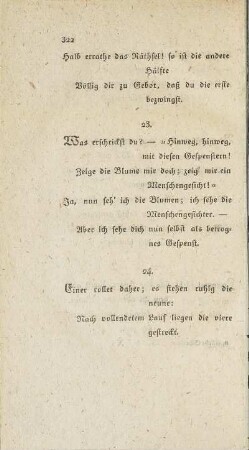 322
Halb errathe das Räthsel! so ist die andere
Hälfte
Völlig dir zu Gebot, daß du die erste
bezwingst.
23.
Was erschrickst du? — „Hinweg, hinweg,
mit diesen Gespenstern!
Zeige die Blume mir doch; zeig' mir ein
Menschengesicht!“
Ja, nun seh' ich die Blumen; ich sehe die
Menschengesichter. —
Aber ich sehe dich nun selbst als betrog-
nes Gespenst.
24.
Einer rollet daher; es stehen ruhig die
neune:
Nach vollendetem Lauf liegen die viere
gestreckt.